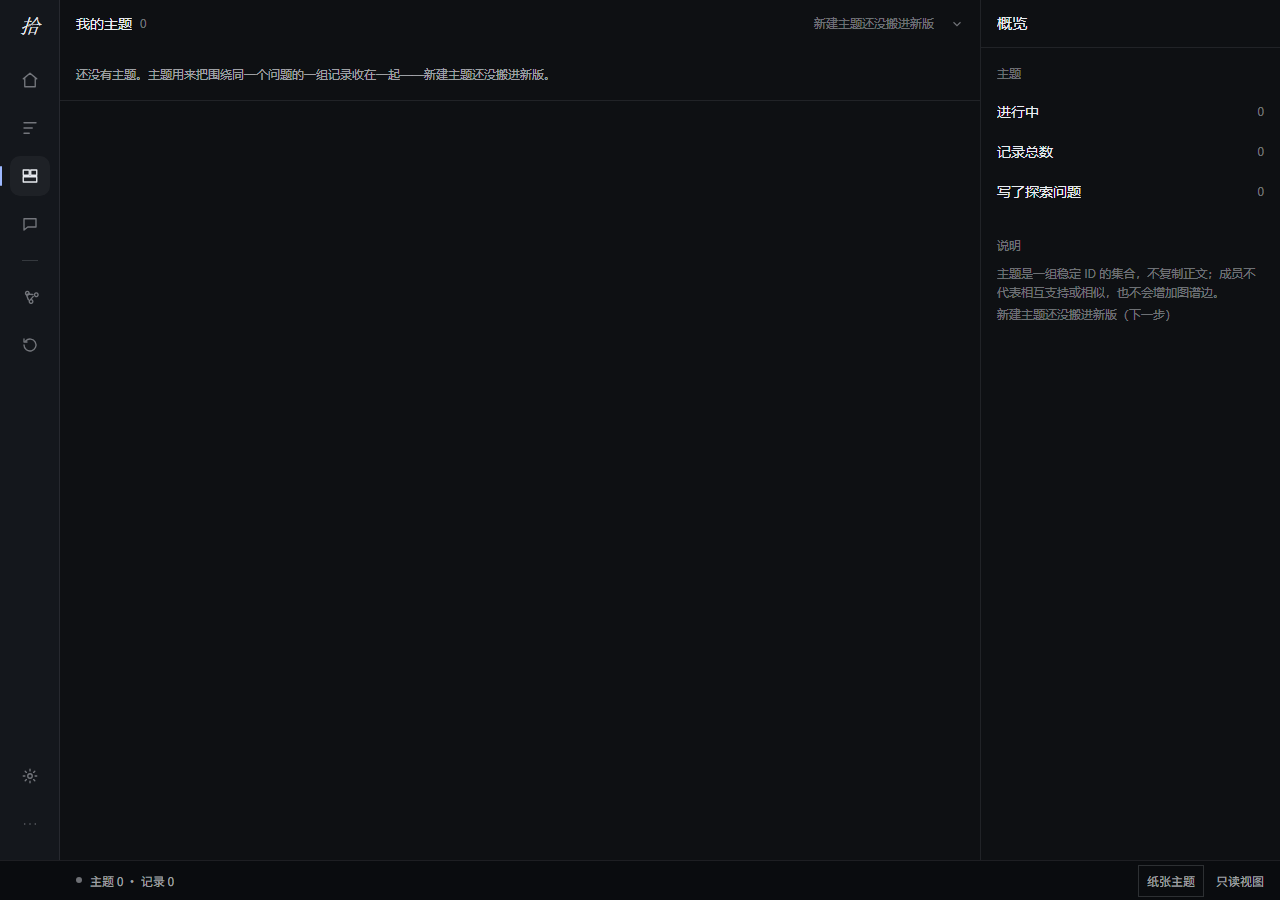 拾
我的主题 0
新建主题还没搬进新版
还没有主题。主题用来把围绕同一个问题的一组记录收在一起——新建主题还没搬进新版。
概览
主题
进行中 0
记录总数 0
写了探索问题 0
说明
主题是一组稳定 ID 的集合，不复制正文；成员不
代表相互支持或相似，也不会增加图谱边。
新建主题还没搬进新版（下一步）
主题 0 · 记录 0
纸张主题
只读视图